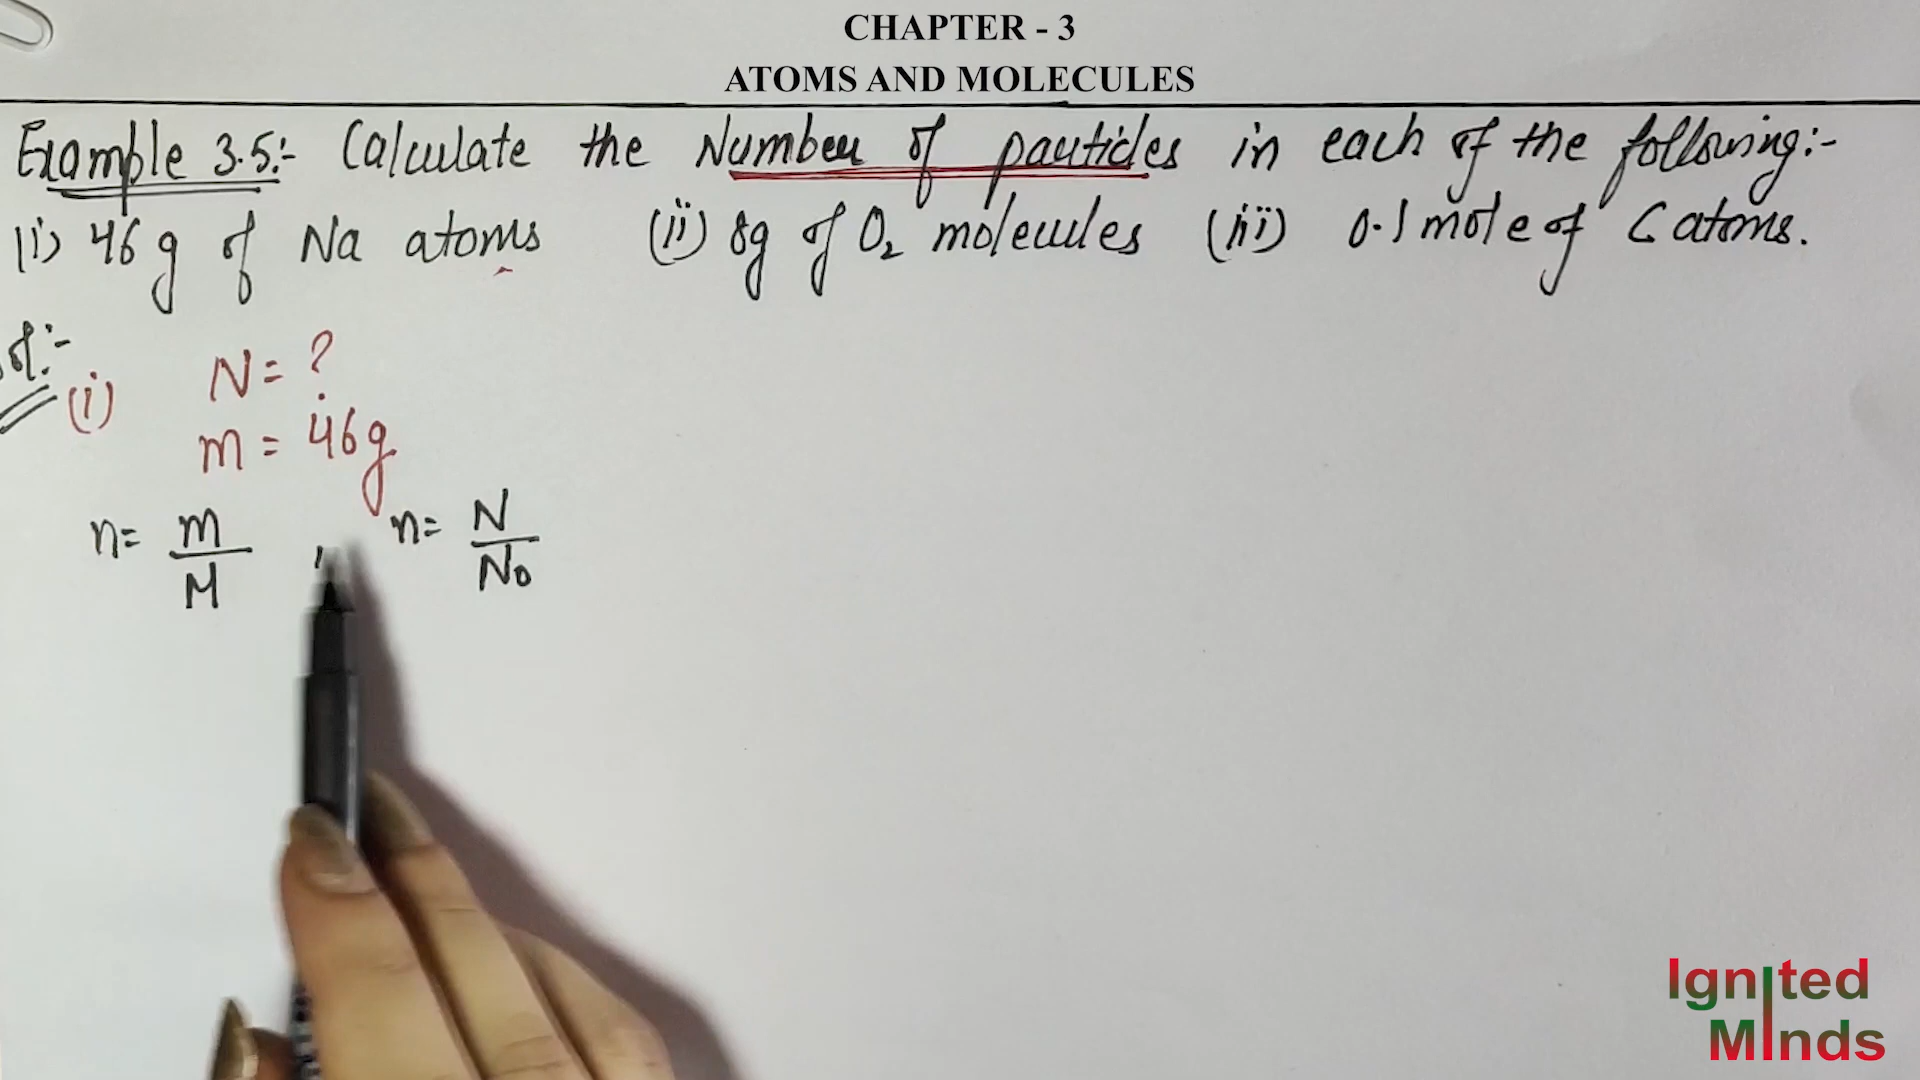 CHAPTER - 3
ATOMS AND MOLECULES
Example 3.5:- Calculate the Number of particles in each of the following:-
(i) 46g of Na atoms (ii) 8g of O₂ molecules (iii) 0.1 mole of C atoms.
(i) N = ?
m = 46g
n = m/M , n = N/N₀
Ignited
Minds